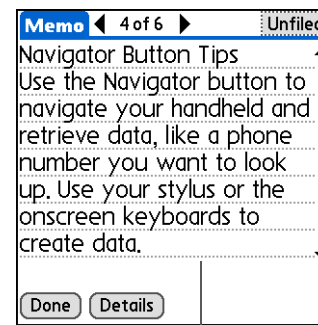 Memo 4 of 6 Unfiled
Navigator Button Tips
Use the Navigator button to
navigate your handheld and
retrieve data, like a phone
number you want to look
up. Use your stylus or the
onscreen keyboards to
create data.
Done Details